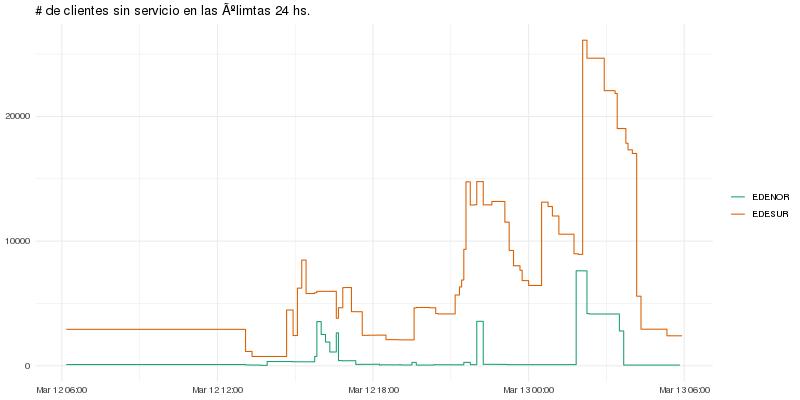 # de clientes sin servicio en las Ãºlimtas 24 hs.
20000
10000
0
EDENOR
EDESUR
Mar 12 06:00
Mar 12 12:00
Mar 12 18:00
Mar 13 00:00
Mar 13 06:00